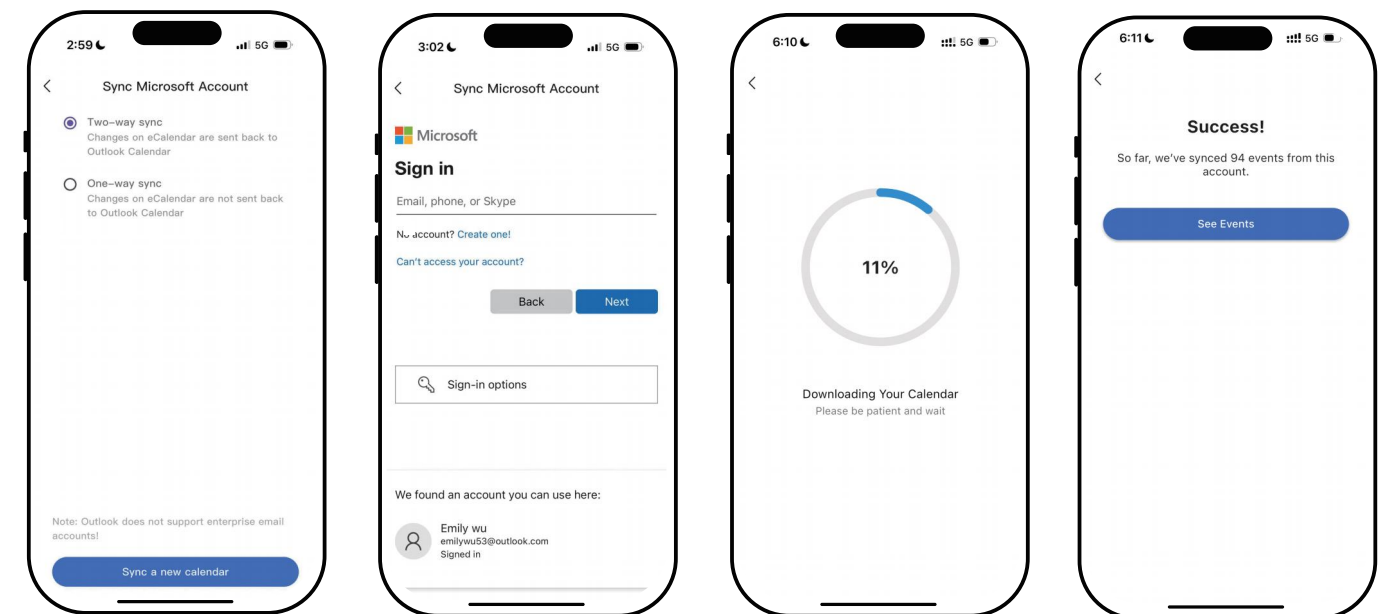 2:59
5G
Sync Microsoft Account
Two-way sync
Changes on eCalendar are sent back to
Outlook Calendar
One-way sync
Changes on eCalendar are not sent back
to Outlook Calendar
Note: Outlook does not support enterprise email
accounts!
Sync a new calendar
3:02
5G
Sync Microsoft Account
Microsoft
Sign in
Email, phone, or Skype
No account? Create one!
Can't access your account?
Back
Next
Sign-in options
We found an account you can use here:
Emily wu
emilywu53@outlook.com
Signed in
6:10
5G
11%
Downloading Your Calendar
Please be patient and wait
6:11
5G
Success!
So far, we've synced 94 events from this
account.
See Events